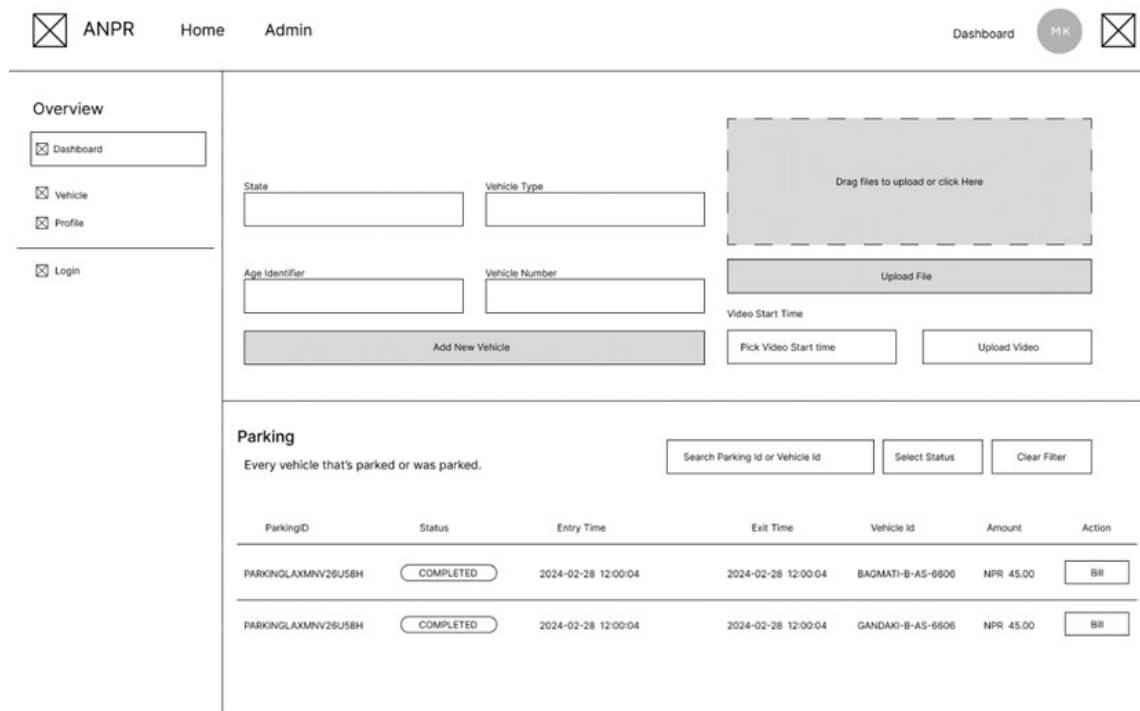 ANPR Home Admin Dashboard MK
Overview
Dashboard
Vehicle
Profile
Login
State Vehicle Type
Age Identifier Vehicle Number
Add New Vehicle
Drag files to upload or click Here
Upload File
Video Start Time
Pick Video Start time Upload Video
Parking
Every vehicle that's parked or was parked.
Search Parking Id or Vehicle Id Select Status Clear Filter
ParkingID Status Entry Time Exit Time Vehicle Id Amount Action
PARKINGLAXMNV26U58H COMPLETED 2024-02-28 12:00:04 2024-02-28 12:00:04 BAGMATI-B-AS-6606 NPR 45.00 Bill
PARKINGLAXMNV26U58H COMPLETED 2024-02-28 12:00:04 2024-02-28 12:00:04 GANDAKI-B-AS-6606 NPR 45.00 Bill